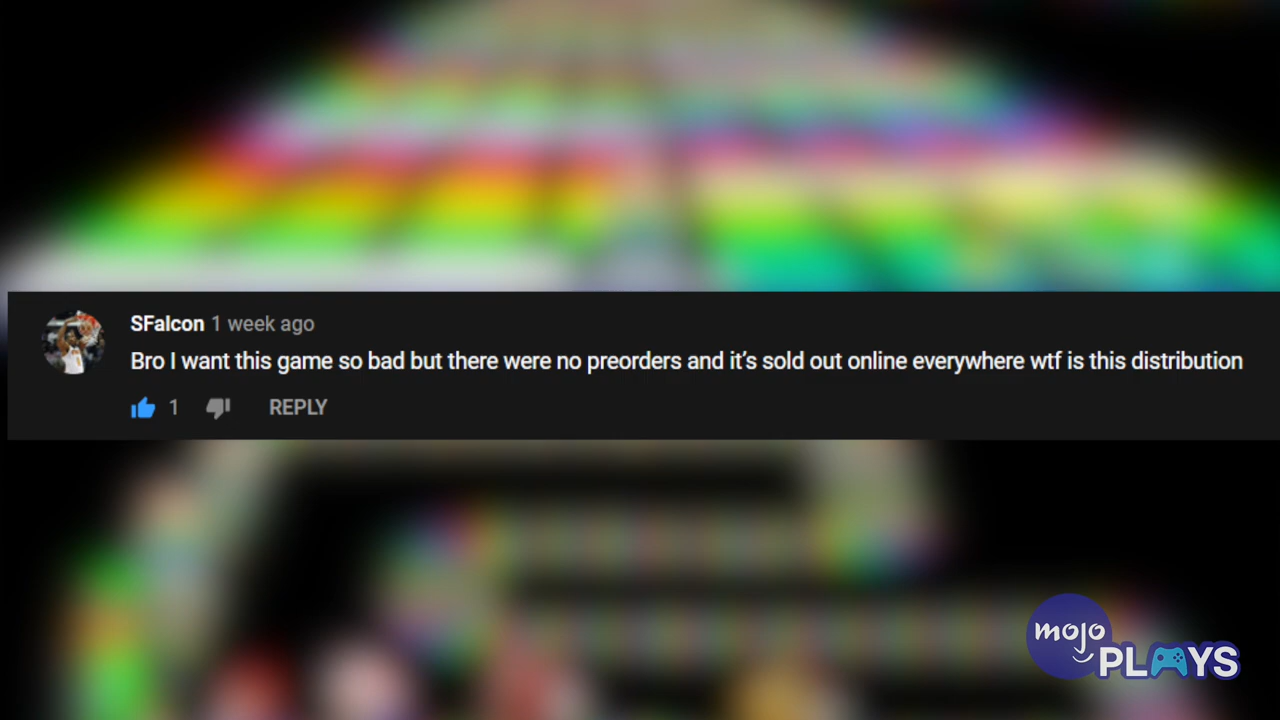 SFalcon 1 week ago
Bro I want this game so bad but there were no preorders and it’s sold out online everywhere wtf is this distribution
1 REPLY
mojo
PLAYS